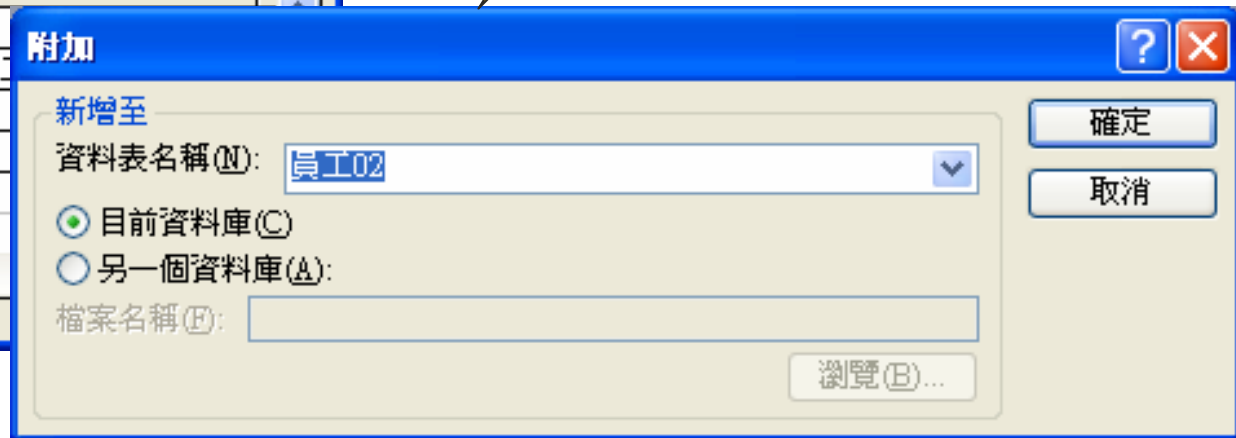 附加
新增至
資料表名稱(N): 員工02
確定
目前資料庫(C)
取消
另一個資料庫(A):
檔案名稱(F):
瀏覽(B)...